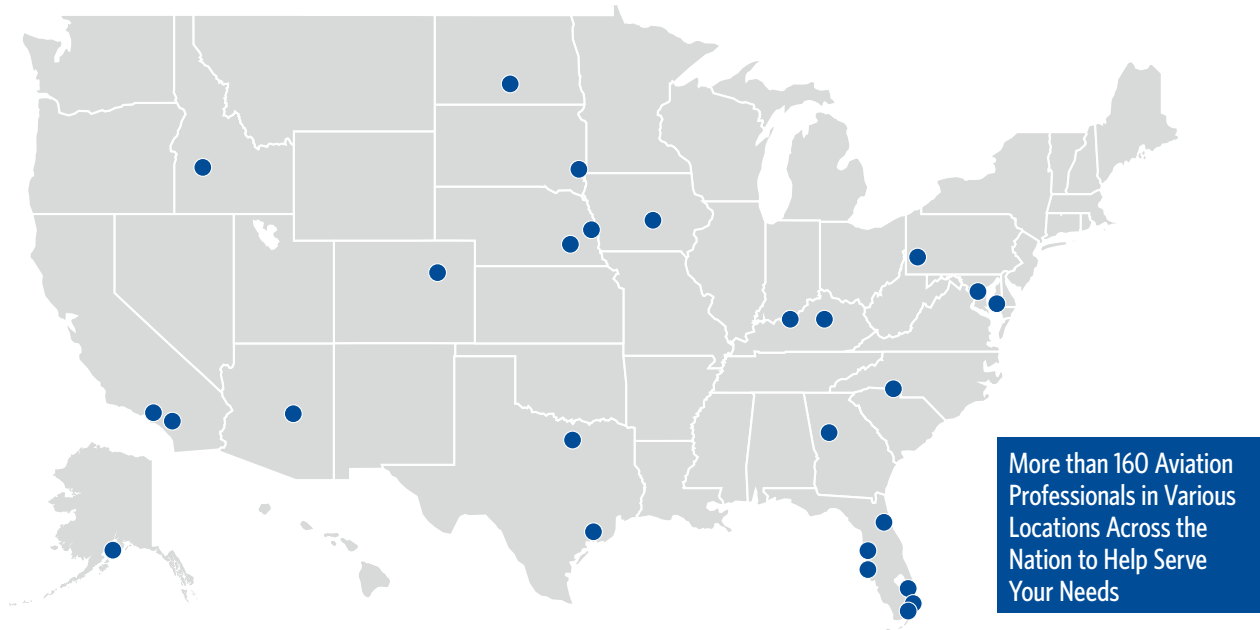 More than 160 Aviation
Professionals in Various
Locations Across the
Nation to Help Serve
Your Needs